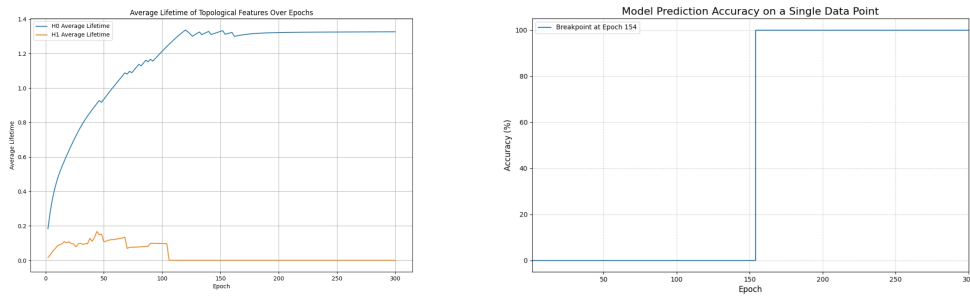 Average Lifetime of Topological Features Over Epochs
H0 Average Lifetime
H1 Average Lifetime
Average Lifetime
1.4
1.2
1.0
0.8
0.6
0.4
0.2
0.0
0 50 100 150 200 250 300
Epoch
Model Prediction Accuracy on a Single Data Point
Breakpoint at Epoch 154
Accuracy (%)
100
80
60
40
20
0
50 100 150 200 250 300
Epoch